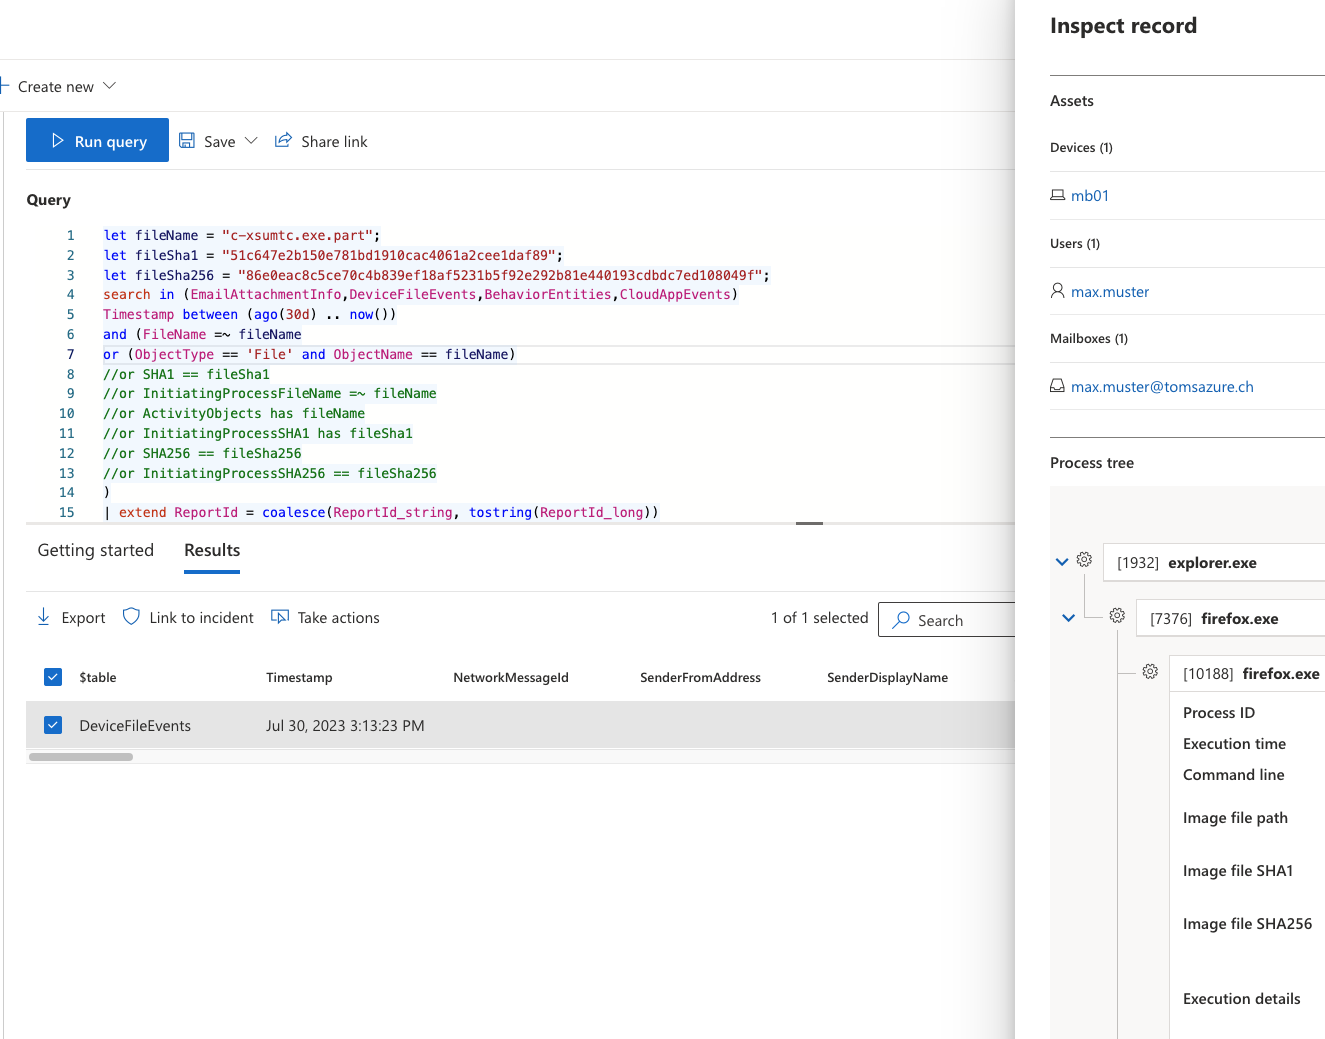 Create new
Run query
Save
Share link
Query
1 let fileName = "c-xsumtc.exe.part";
2 let fileSha1 = "51c647e2b150e781bd1910cac4061a2cee1daf89";
3 let fileSha256 = "86e0eac8c5ce70c4b839ef18af5231b5f92e292b81e440193cdbdc7ed108049f";
4 search in (EmailAttachmentInfo,DeviceFileEvents,BehaviorEntities,CloudAppEvents)
5 Timestamp between (ago(30d) .. now())
6 and (FileName =~ fileName
7 or (ObjectType == 'File' and ObjectName == fileName)
8 //or SHA1 == fileSha1
9 //or InitiatingProcessFileName =~ fileName
10 //or ActivityObjects has fileName
11 //or InitiatingProcessSHA1 has fileSha1
12 //or SHA256 == fileSha256
13 //or InitiatingProcessSHA256 == fileSha256
14 )
15 | extend ReportId = coalesce(ReportId_string, tostring(ReportId_long))
Getting started
Results
Export
Link to incident
Take actions
1 of 1 selected
Search
$table Timestamp NetworkMessageId SenderFromAddress SenderDisplayName
DeviceFileEvents Jul 30, 2023 3:13:23 PM
Inspect record
Assets
Devices (1)
mb01
Users (1)
max.muster
Mailboxes (1)
max.muster@tomsazure.ch
Process tree
[1932] explorer.exe
[7376] firefox.exe
[10188] firefox.exe
Process ID
Execution time
Command line
Image file path
Image file SHA1
Image file SHA256
Execution details